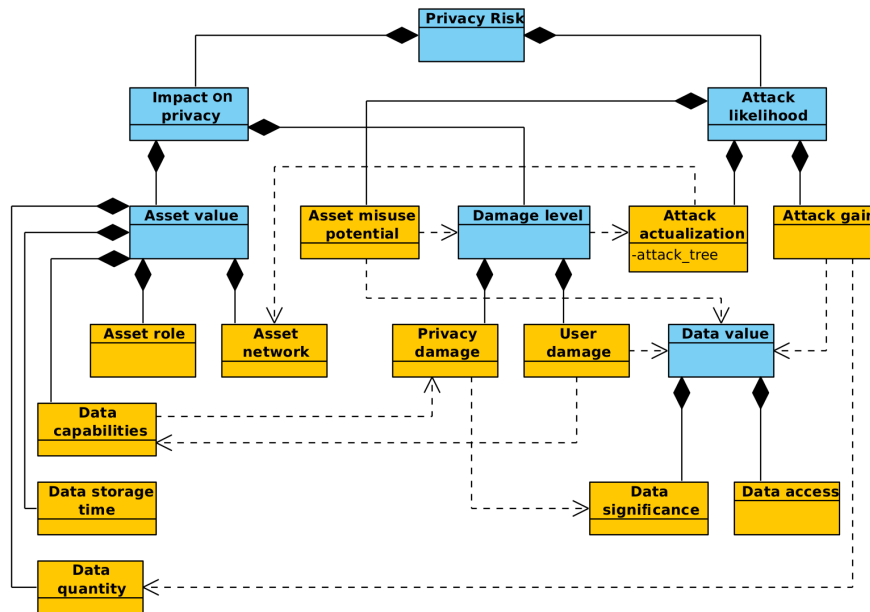 Privacy Risk
Impact on
privacy
Attack
likelihood
Asset value
Asset misuse
potential
Damage level
Attack
actualization
-attack_tree
Attack gain
Asset role
Asset
network
Privacy
damage
User
damage
Data value
Data
capabilities
Data storage
time
Data
significance
Data access
Data
quantity